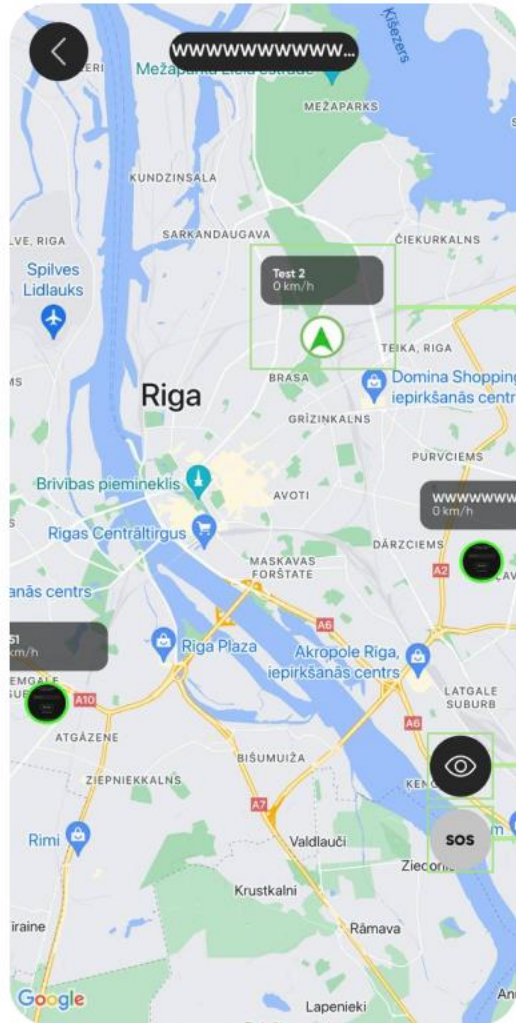 WWWWWWWWWWW...
Ķīšezers
MEŽAPARKS
KUNDZIŅSALA
SARKANDAUGAVA
ČIEKURKALNS
LVE, RIGA
Spilves
Lidlauks
Test 2
0 km/h
TEIKA, RIGA
BRASA
Domina Shopping
iepirkšanās centr
Riga
GRĪZIŅKALNS
PURVCIEMS
Brīvības piemineklis
AVOTI
WWWWWWW
0 km/h
Rīgas Centrāltirgus
DĀRZCIEMS
MASKAVAS
FORŠTATE
A2
anās centrs
A6
51
km/h
Riga Plaza
Akropole Riga,
iepirkšanās centrs
A10
LATGALE
SUBURB
A6
ATGĀZENE
BIŠUMUIŽA
ZIEPNIEKKALNS
A7
SOS
Rimi
Valdlauči
Krustkalni
Rāmava
Google
Lapenieki